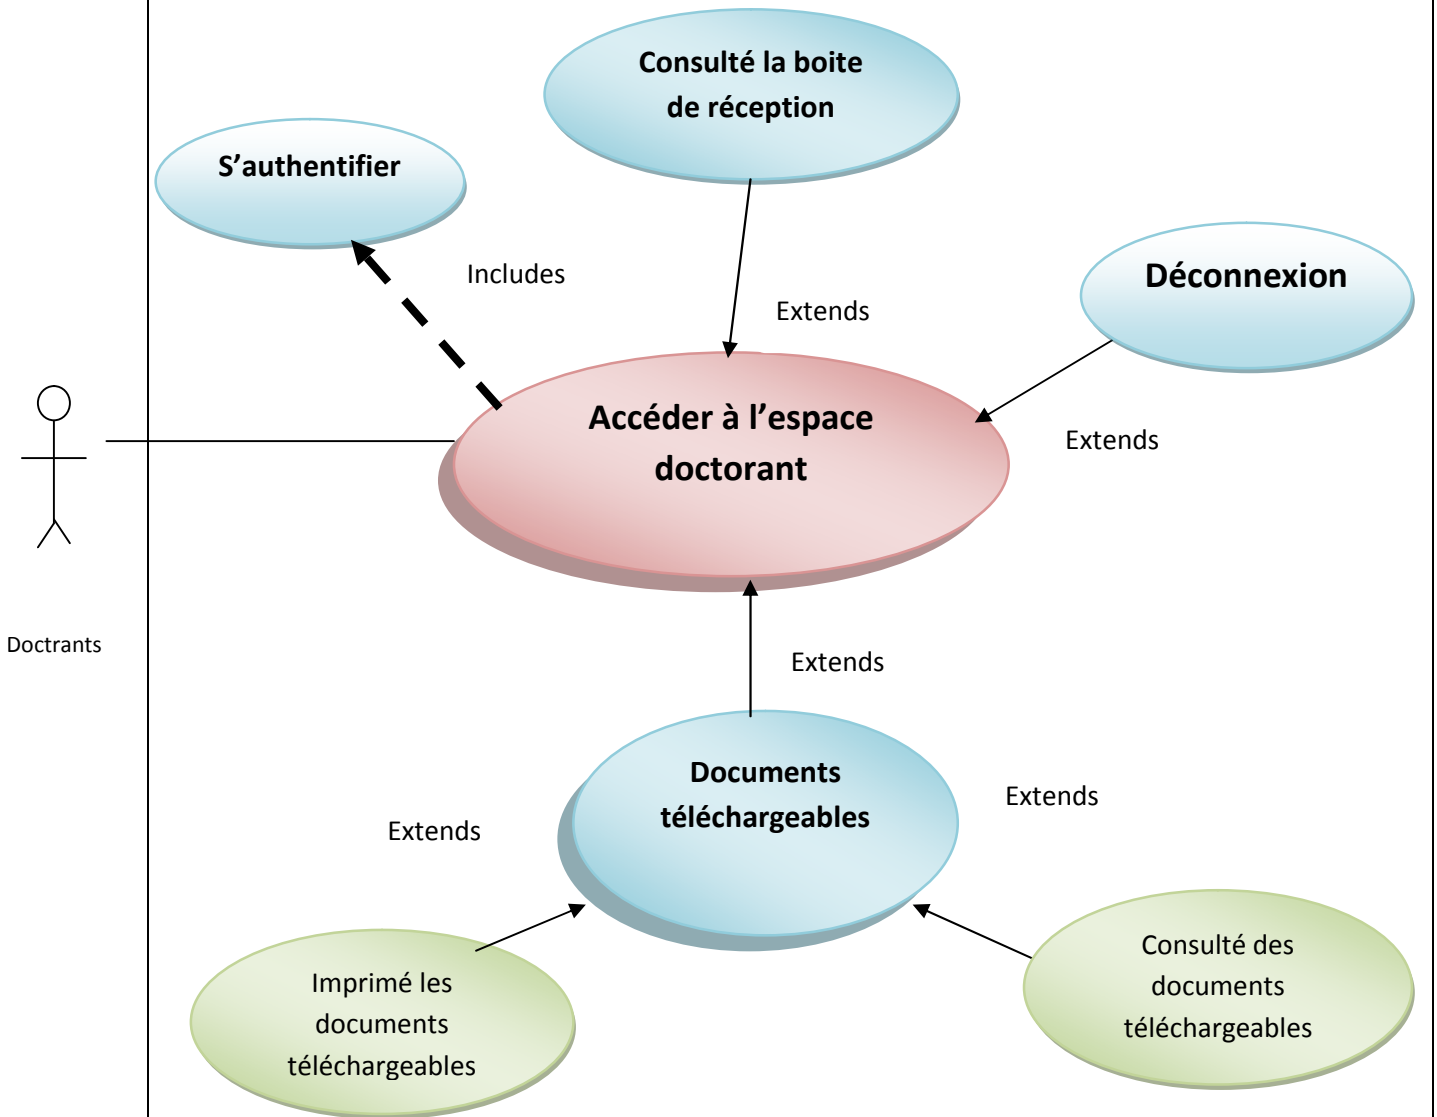 Consulté la boite
de réception
S’authentifier
Includes
Déconnexion
Extends
Accéder à l’espace
doctorant
Extends
Doctrants
Extends
Documents
téléchargeables
Extends
Extends
Consulté des
documents
téléchargeables
Imprimé les
documents
téléchargeables